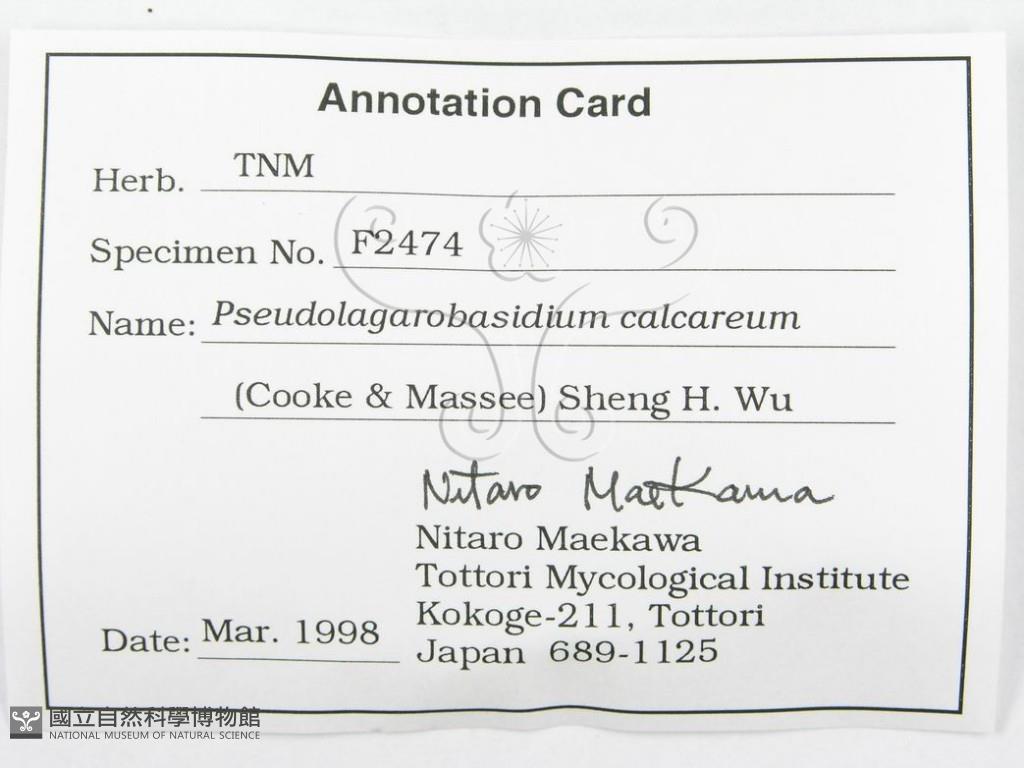 Annotation Card
Herb. TNM
Specimen No. F2474
Name: Pseudolagarobasidium calcareum
(Cooke & Massee) Sheng H. Wu
Nitaro Maekawa
Nitaro Maekawa
Tottori Mycological Institute
Kokoge-211, Tottori
Date: Mar. 1998 Japan 689-1125
國立自然科學博物館
NATIONAL MUSEUM OF NATURAL SCIENCE